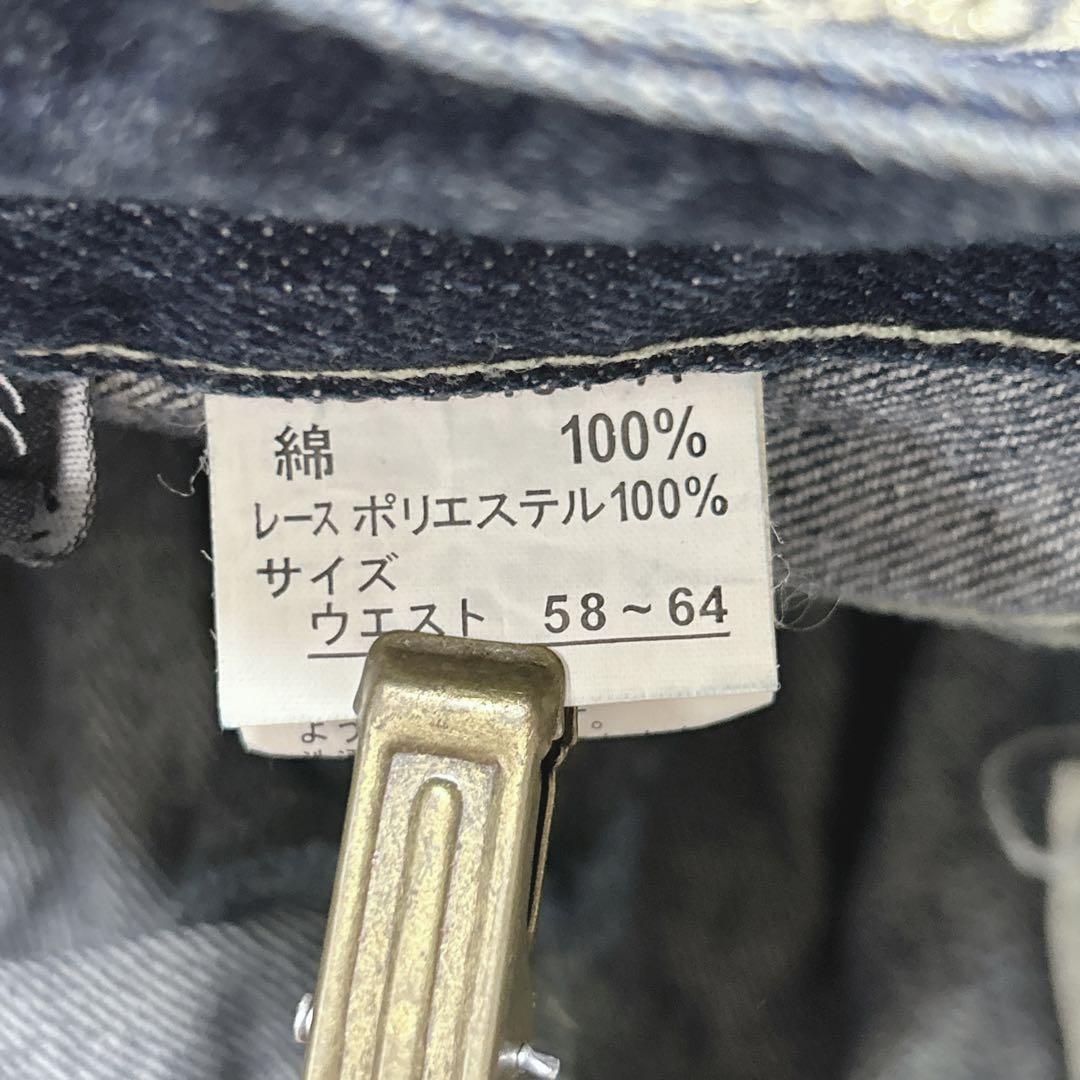 綿 100%
レース ポリエステル100%
サイズ
ウエスト 58~64